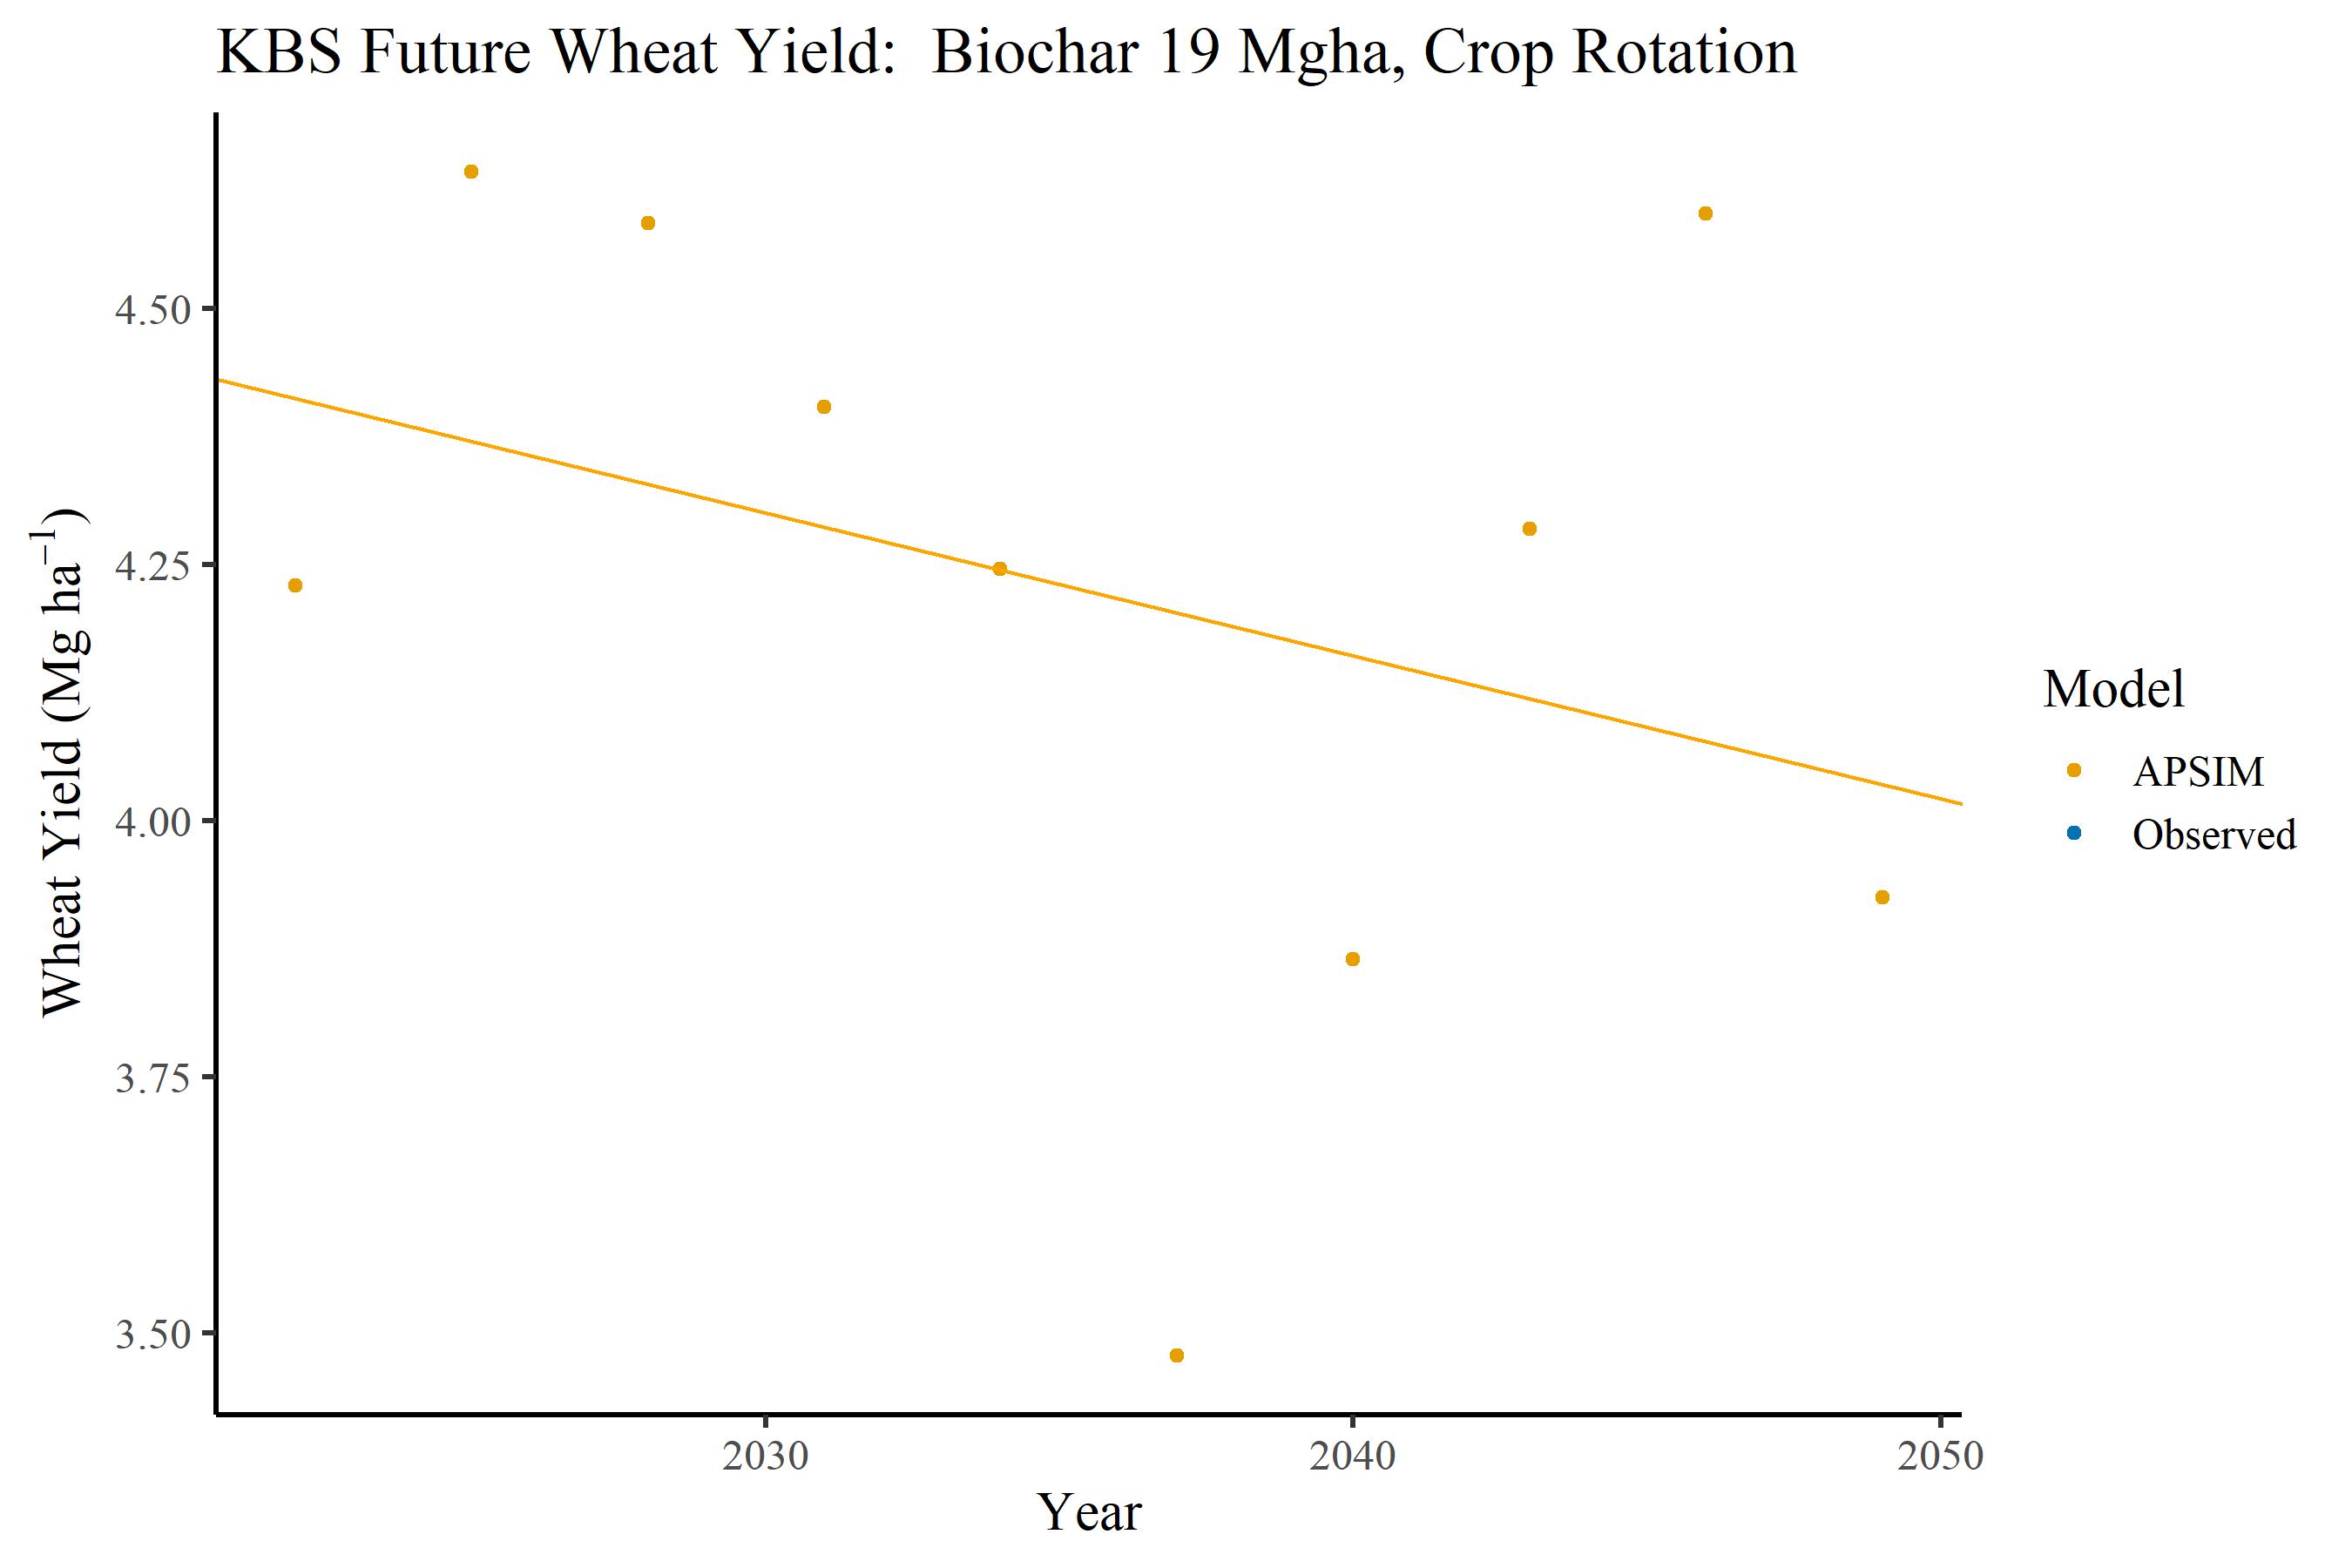 KBS Future Wheat Yield:  Biochar 19 Mgha, Crop Rotation
Wheat Yield (Mg ha⁻¹)
4.50
4.25
4.00
3.75
3.50
2030 2040 2050
Year
Model
APSIM
Observed